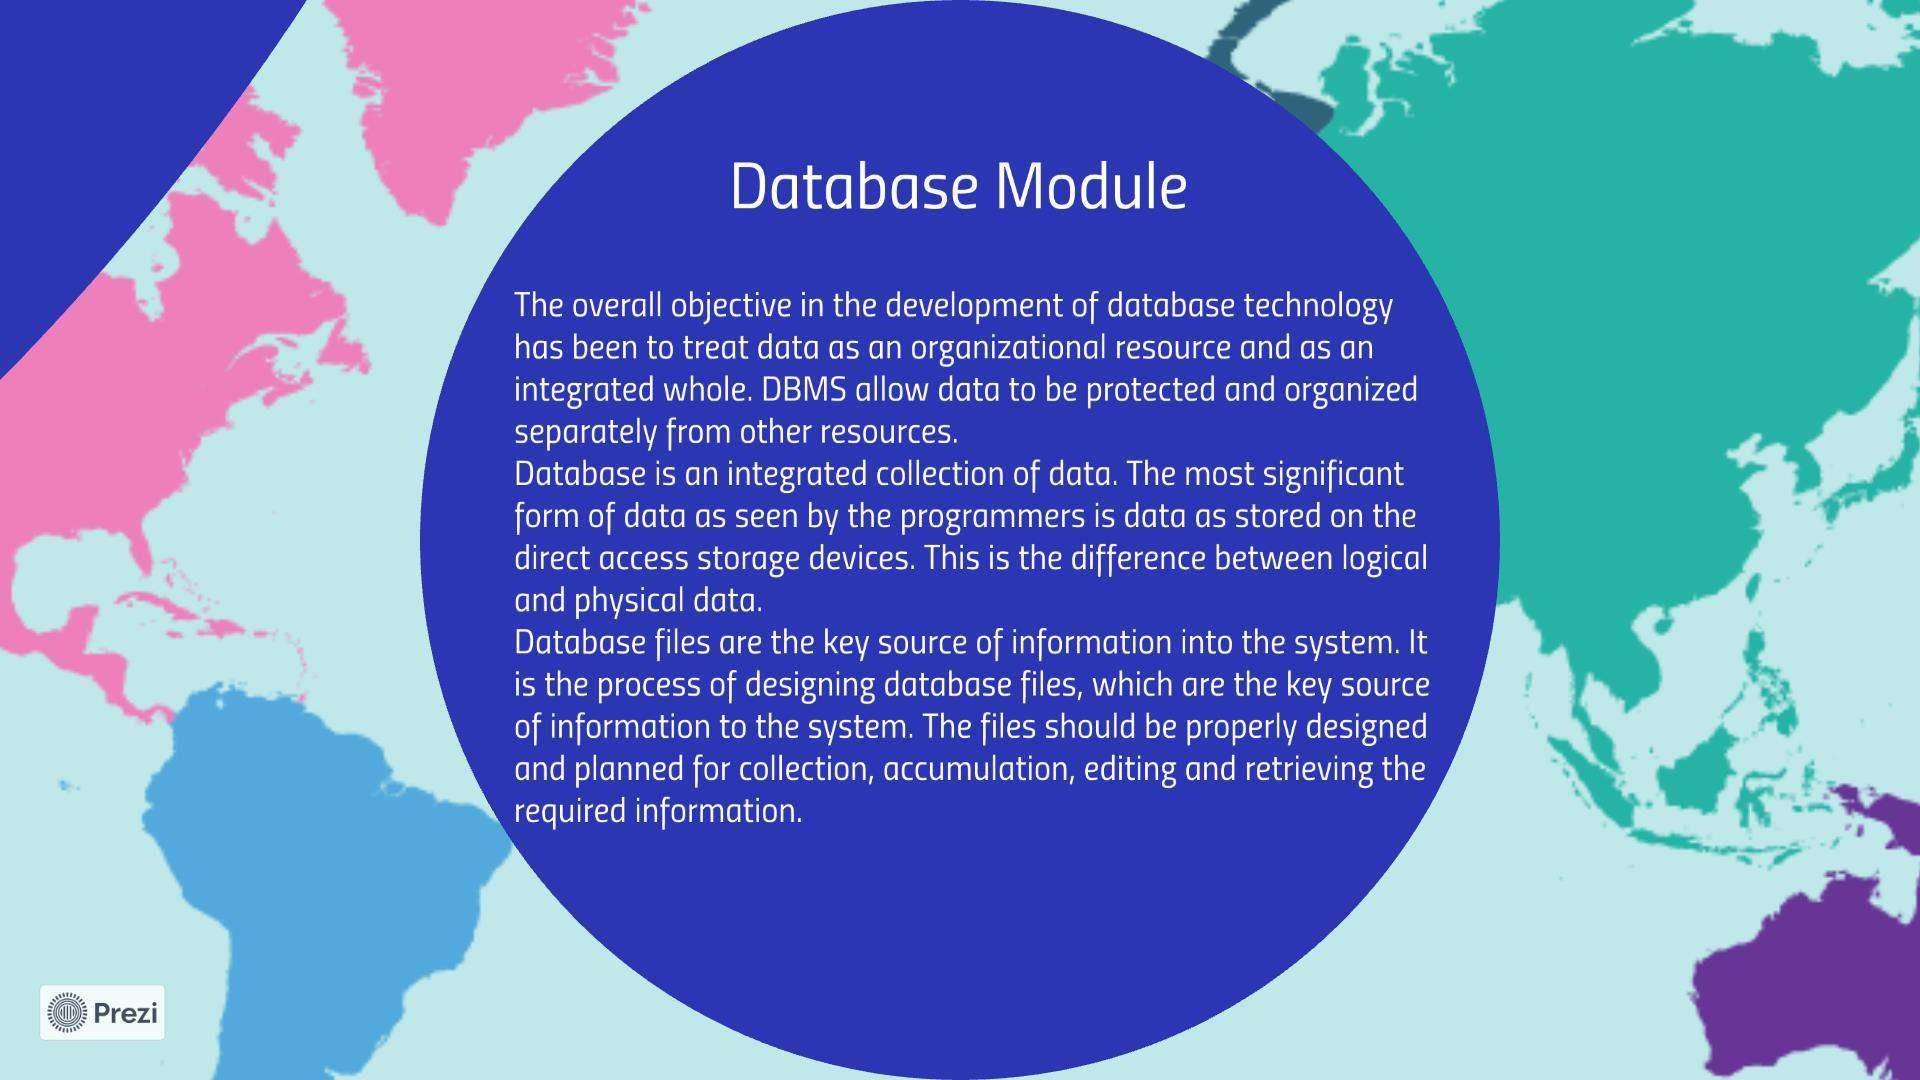 Database Module
The overall objective in the development of database technology
has been to treat data as an organizational resource and as an
integrated whole. DBMS allow data to be protected and organized
separately from other resources.
Database is an integrated collection of data. The most significant
form of data as seen by the programmers is data as stored on the
direct access storage devices. This is the difference between logical
and physical data.
Database files are the key source of information into the system. It
is the process of designing database files, which are the key source
of information to the system. The files should be properly designed
and planned for collection, accumulation, editing and retrieving the
required information.
Prezi